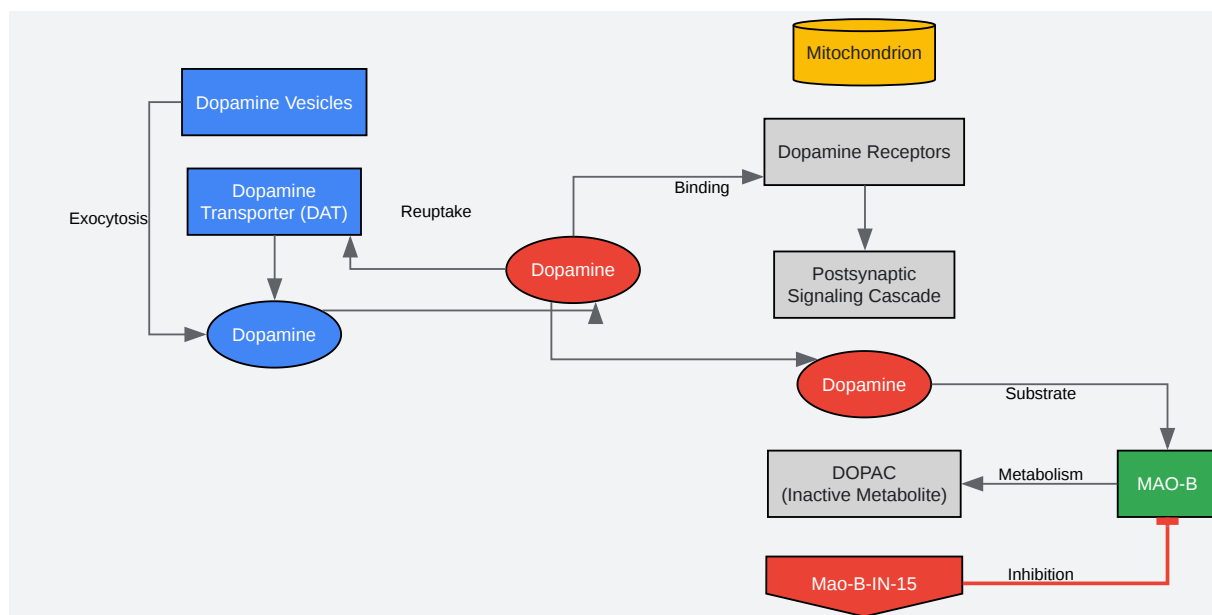 Mitochondrion
Dopamine Vesicles
Dopamine Receptors
Binding
Dopamine
Transporter (DAT)
Exocytosis
Reuptake
Dopamine
Postsynaptic
Signaling Cascade
Dopamine
Dopamine
Substrate
DOPAC
(Inactive Metabolite)
Metabolism
MAO-B
Mao-B-IN-15
Inhibition